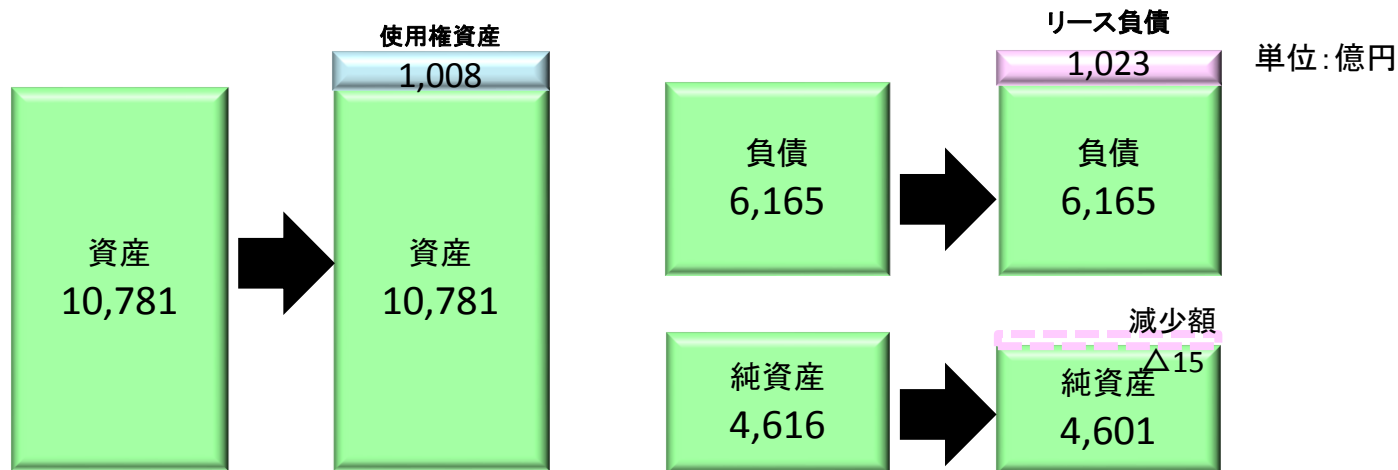 使用権資産
1,008
資産
10,781
資産
10,781
リース負債
1,023
単位：億円
負債
6,165
負債
6,165
純資産
4,616
減少額
△15
純資産
4,601